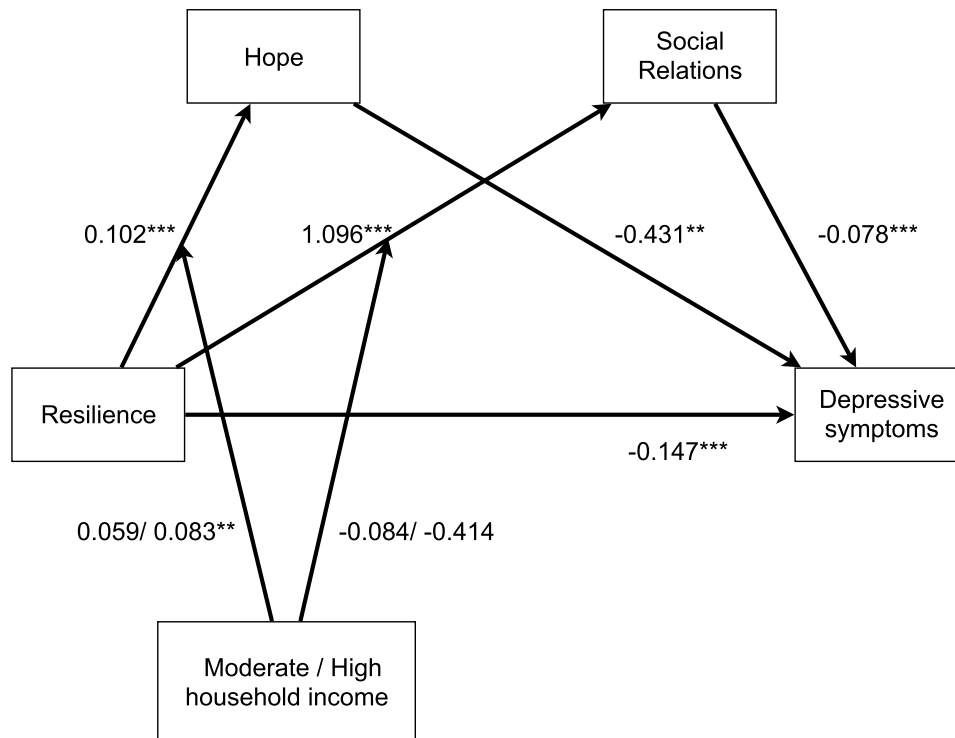 Hope
Social
Relations
0.102***
1.096***
-0.431**
-0.078***
Resilience
Depressive
symptoms
-0.147***
0.059/ 0.083**
-0.084/ -0.414
Moderate / High
household income